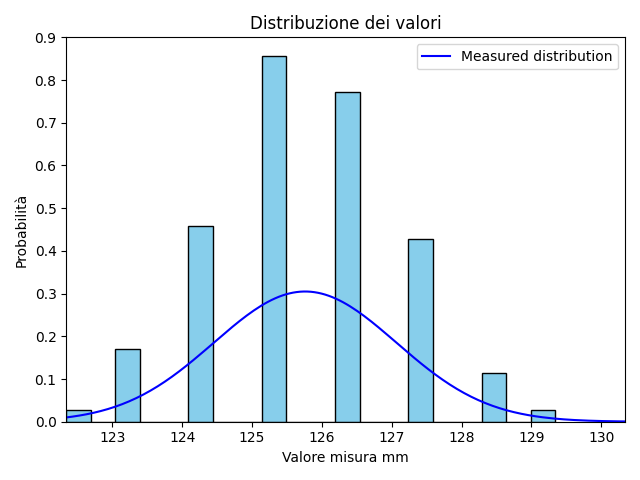 Distribuzione dei valori
Measured distribution
0.9
0.8
0.7
0.6
0.5
0.4
0.3
0.2
0.1
0.0
Probabilità
123 124 125 126 127 128 129 130
Valore misura mm